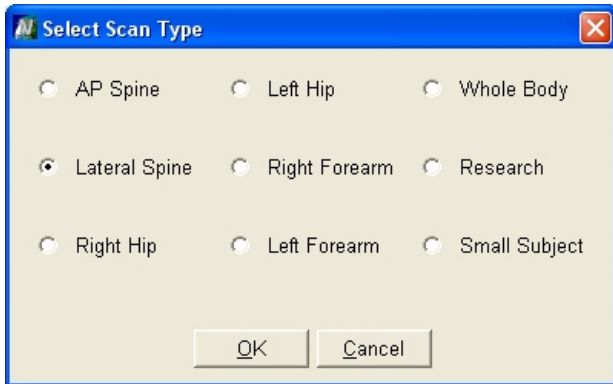 Select Scan Type
AP Spine Left Hip Whole Body
Lateral Spine Right Forearm Research
Right Hip Left Forearm Small Subject
OK Cancel